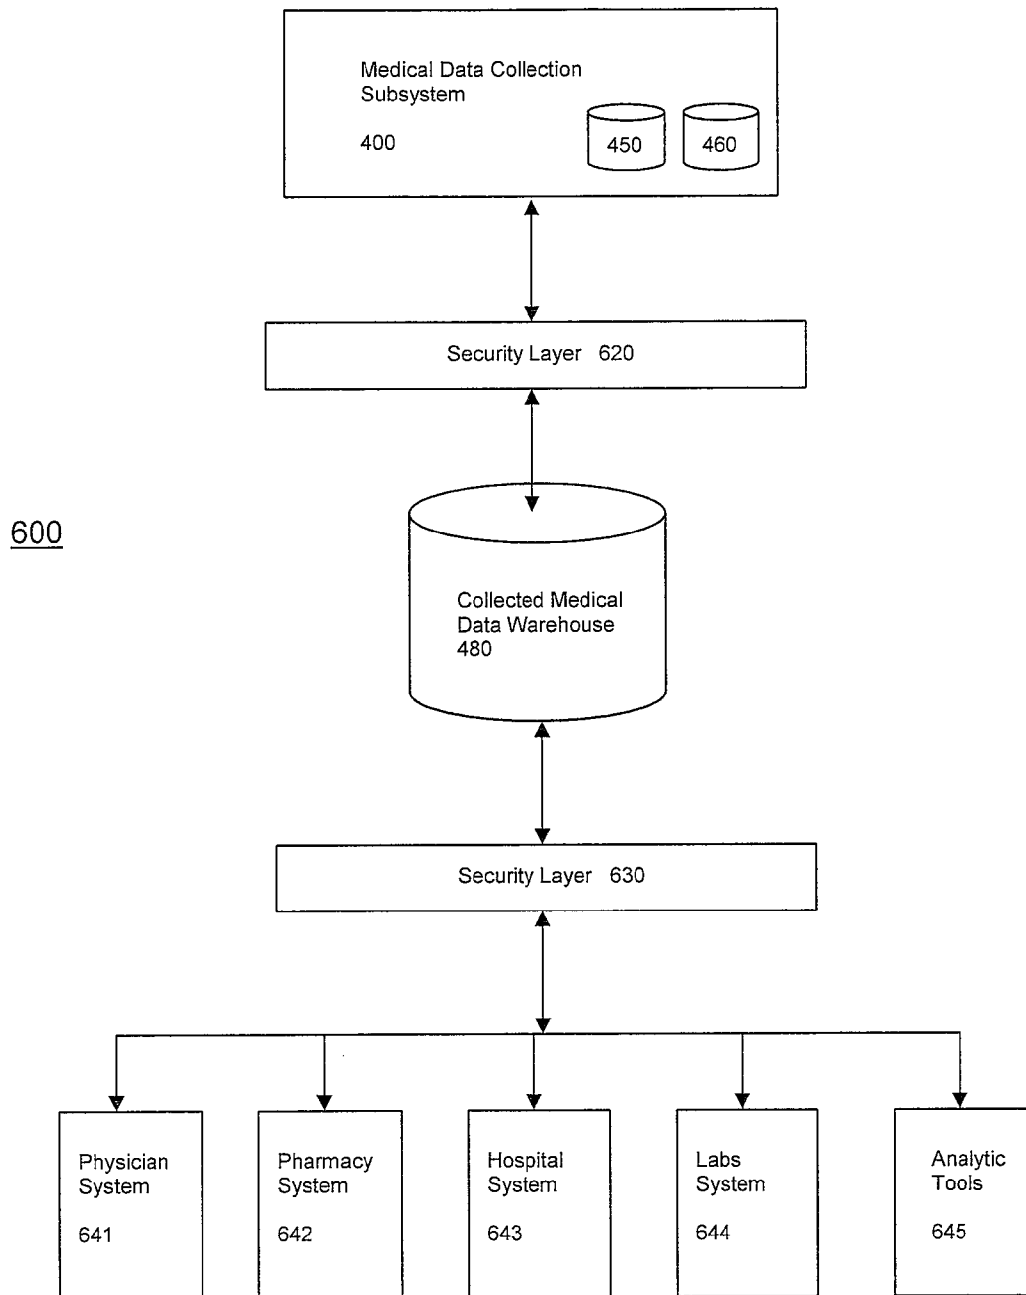 Medical Data Collection
Subsystem
400
450
460
Security Layer 620
600
Collected Medical
Data Warehouse
480
Security Layer 630
Physician
System
641
Pharmacy
System
642
Hospital
System
643
Labs
System
644
Analytic
Tools
645